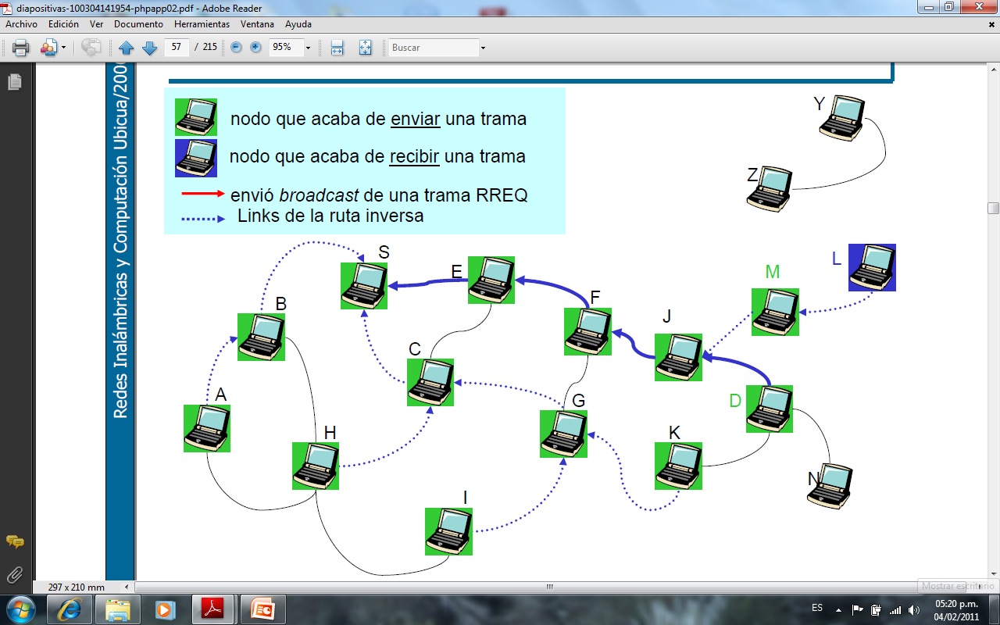 diapositivas-100304141954-phpapp02.pdf - Adobe Reader
Archivo Edición Ver Documento Herramientas Ventana Ayuda
57 / 215 95% Buscar
Redes Inalámbricas y Computación Ubicua/200
nodo que acaba de enviar una trama
nodo que acaba de recibir una trama
envió broadcast de una trama RREQ
Links de la ruta inversa
Y
Z
S
E
L
M
B
F
J
C
A
G
D
H
K
N
I
297 x 210 mm
Mostrar escritorio
ES
05:20 p.m.
04/02/2011